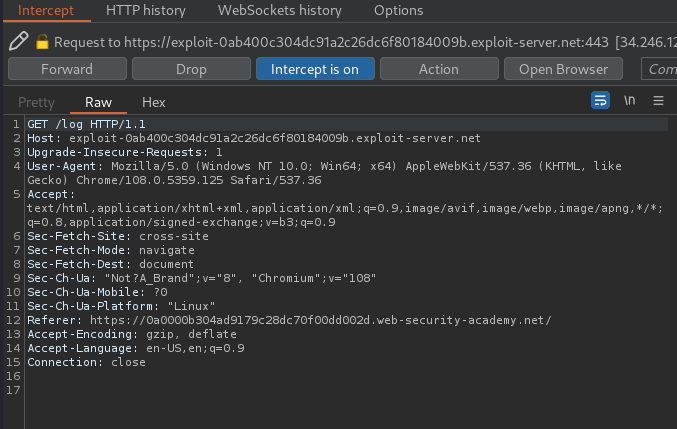 Intercept HTTP history WebSockets history Options
Request to https://exploit-0ab400c304dc91a2c26dc6f80184009b.exploit-server.net:443 [34.246.12
Forward Drop Intercept is on Action Open Browser Com
Pretty Raw Hex \n
1 GET /log HTTP/1.1
2 Host: exploit-0ab400c304dc91a2c26dc6f80184009b.exploit-server.net
3 Upgrade-Insecure-Requests: 1
4 User-Agent: Mozilla/5.0 (Windows NT 10.0; Win64; x64) AppleWebKit/537.36 (KHTML, like
Gecko) Chrome/108.0.5359.125 Safari/537.36
5 Accept:
text/html,application/xhtml+xml,application/xml;q=0.9,image/avif,image/webp,image/apng,*/*;
q=0.8,application/signed-exchange;v=b3;q=0.9
6 Sec-Fetch-Site: cross-site
7 Sec-Fetch-Mode: navigate
8 Sec-Fetch-Dest: document
9 Sec-Ch-Ua: "Not?A_Brand";v="8", "Chromium";v="108"
10 Sec-Ch-Ua-Mobile: ?0
11 Sec-Ch-Ua-Platform: "Linux"
12 Referer: https://0a0000b304ad9179c28dc70f00dd002d.web-security-academy.net/
13 Accept-Encoding: gzip, deflate
14 Accept-Language: en-US,en;q=0.9
15 Connection: close
16
17